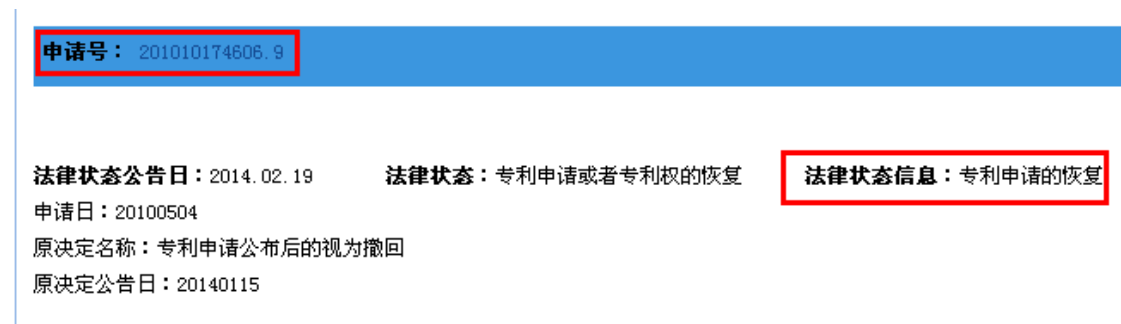 申请号：201010174606.9
法律状态公告日：2014.02.19 法律状态：专利申请或者专利权的恢复 法律状态信息：专利申请的恢复
申请日：20100504
原决定名称：专利申请公布后的视为撤回
原决定公告日：20140115